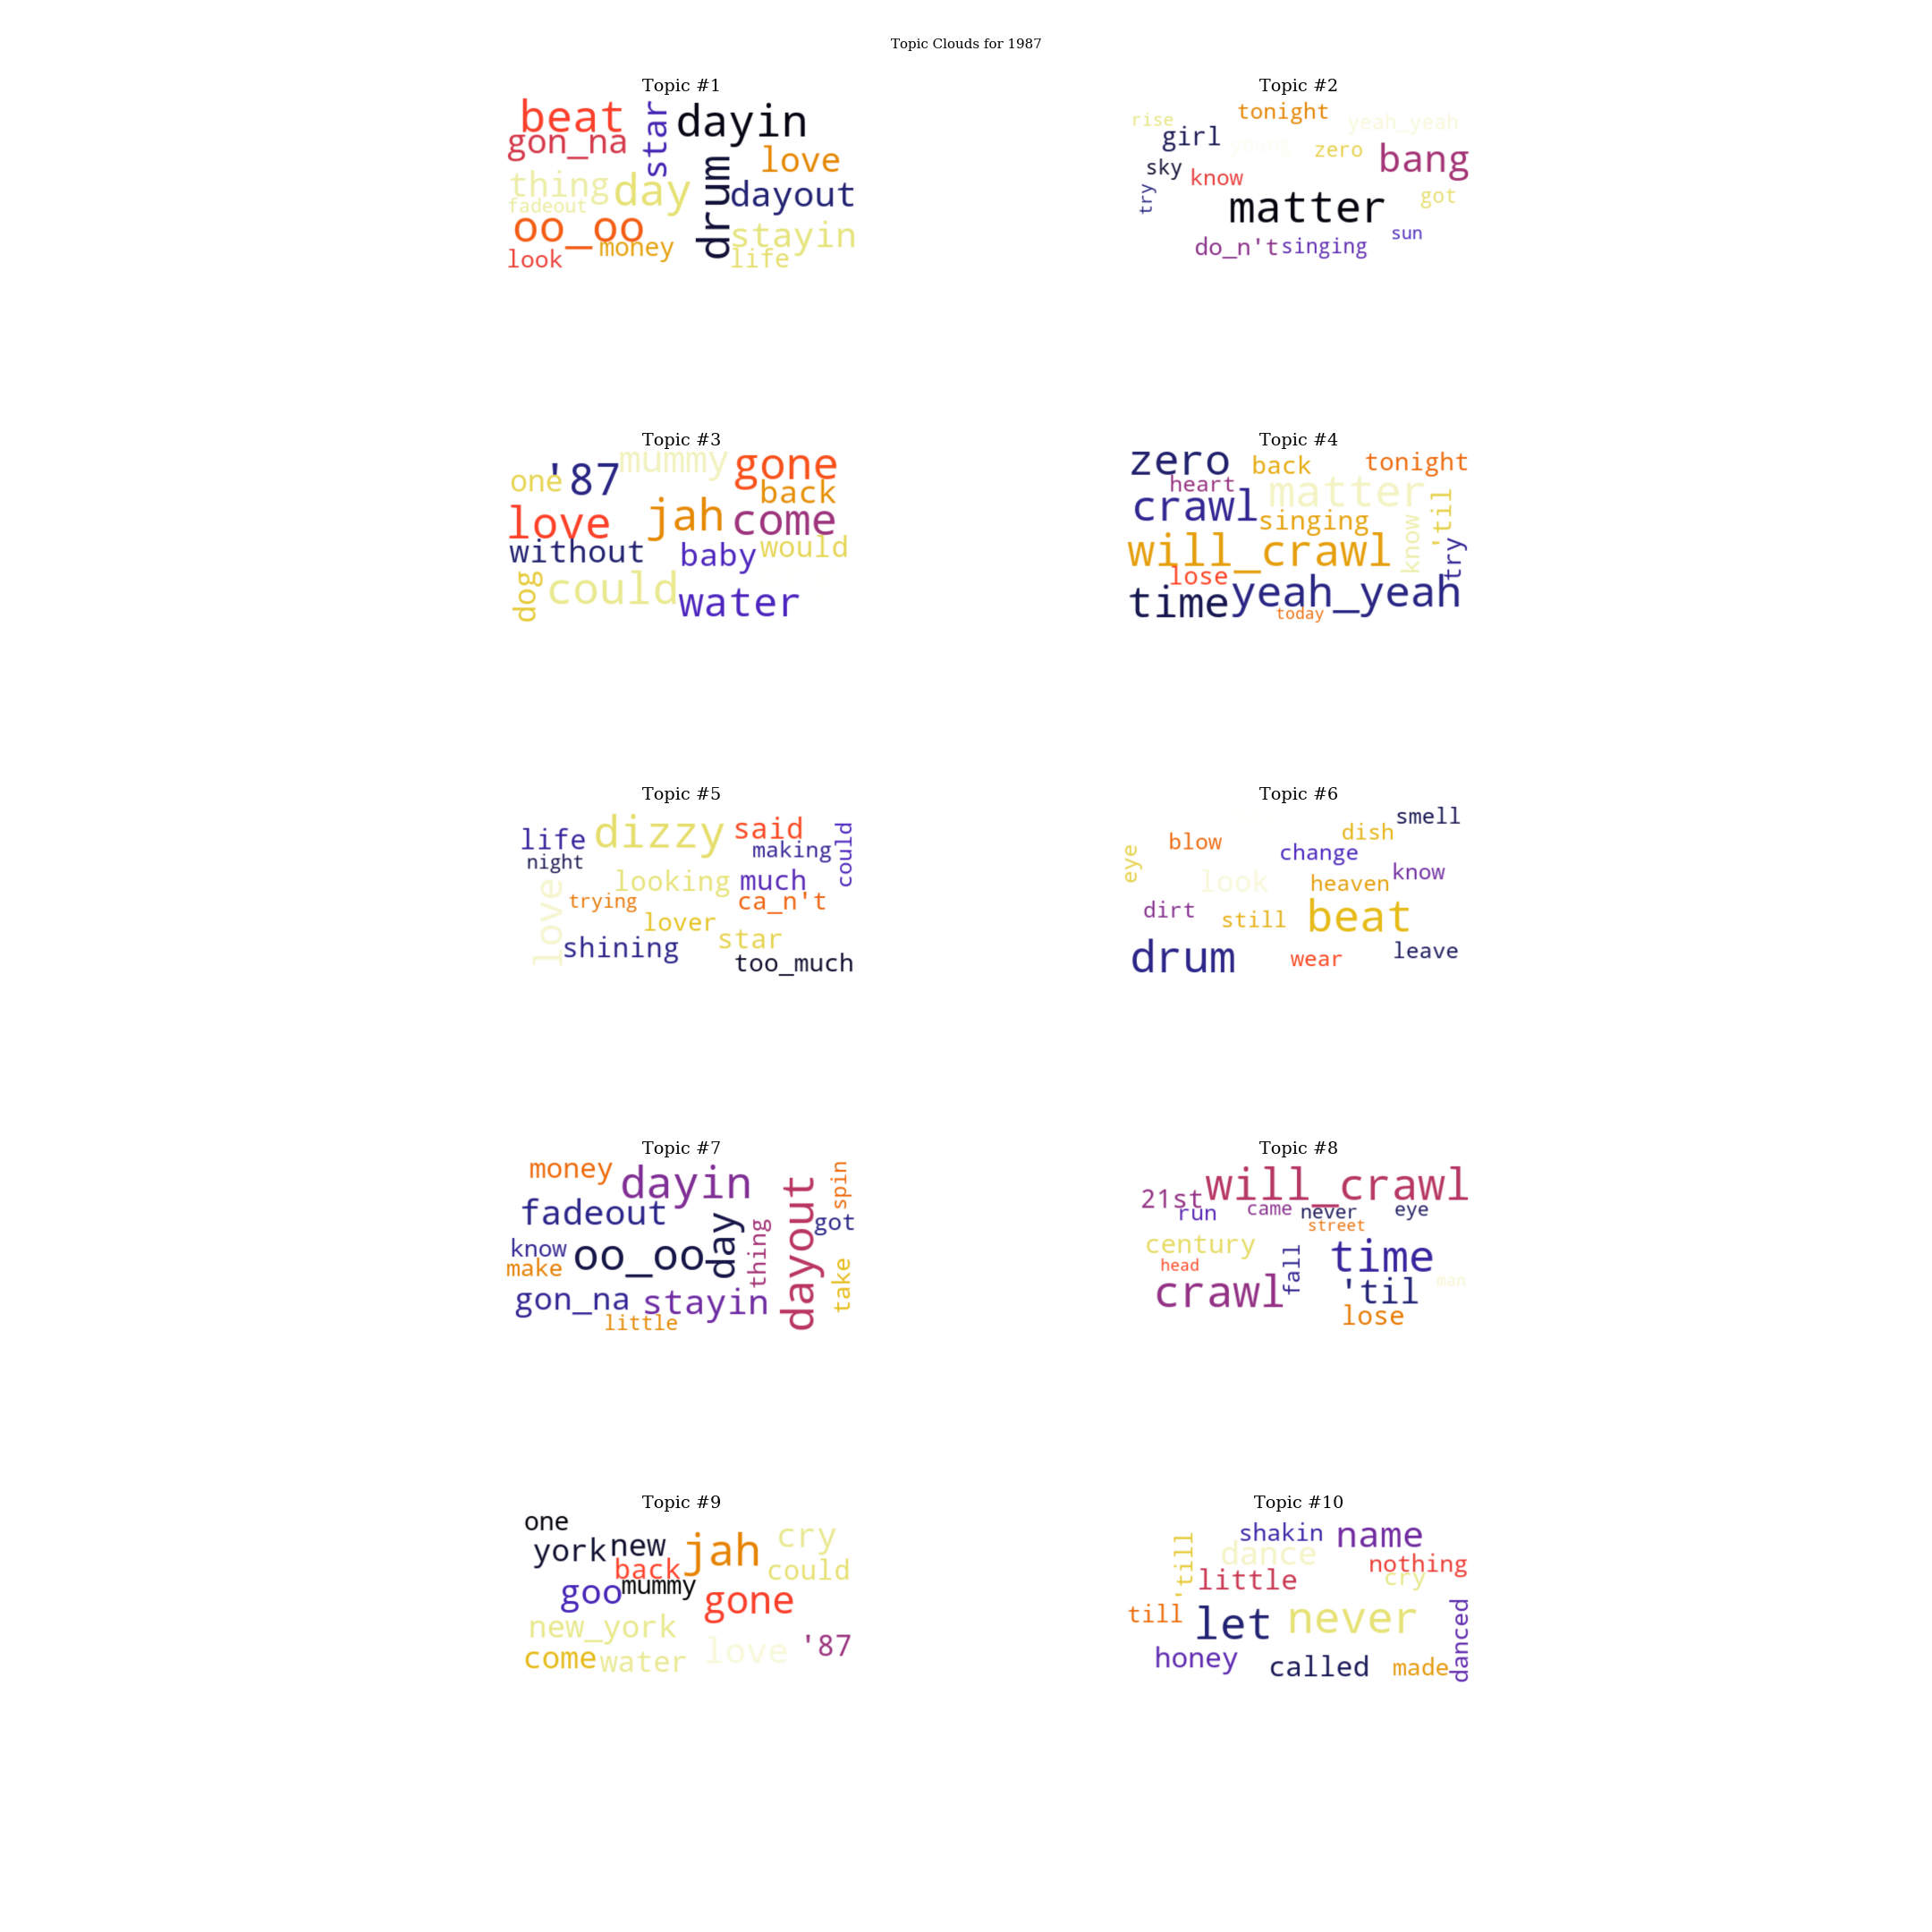 Topic Clouds for 1987
Topic #1
beat
star
dayin
gon_na
love
thing
day
drum
dayout
fadeout
oo_oo
money
stayin
look
life
Topic #2
tonight
rise
yeah_yeah
girl
young
zero
bang
sky
know
try
got
matter
sun
do_n't
singing
Topic #3
'87
mummy
gone
one
back
love
jah
come
without
baby
would
dog
could
water
Topic #4
zero
back
tonight
heart
matter
crawl
singing
know
'til
will_crawl
try
lose
time
yeah_yeah
today
Topic #5
life
dizzy
said
making
could
night
looking
much
love
trying
ca_n't
lover
shining
star
too_much
Topic #6
smell
blow
dish
eye
change
look
heaven
know
dirt
still
beat
drum
wear
leave
Topic #7
money
dayin
spin
fadeout
day
dayout
got
know
oo_oo
thing
make
take
gon_na
stayin
little
Topic #8
will_crawl
21st
run
came
never
eye
street
century
time
head
fall
crawl
'til
man
lose
Topic #9
one
york
new
jah
cry
back
could
goo
mummy
gone
new_york
love
'87
come
water
Topic #10
shakin
name
'till
dance
nothing
little
cry
till
let
never
danced
honey
called
made